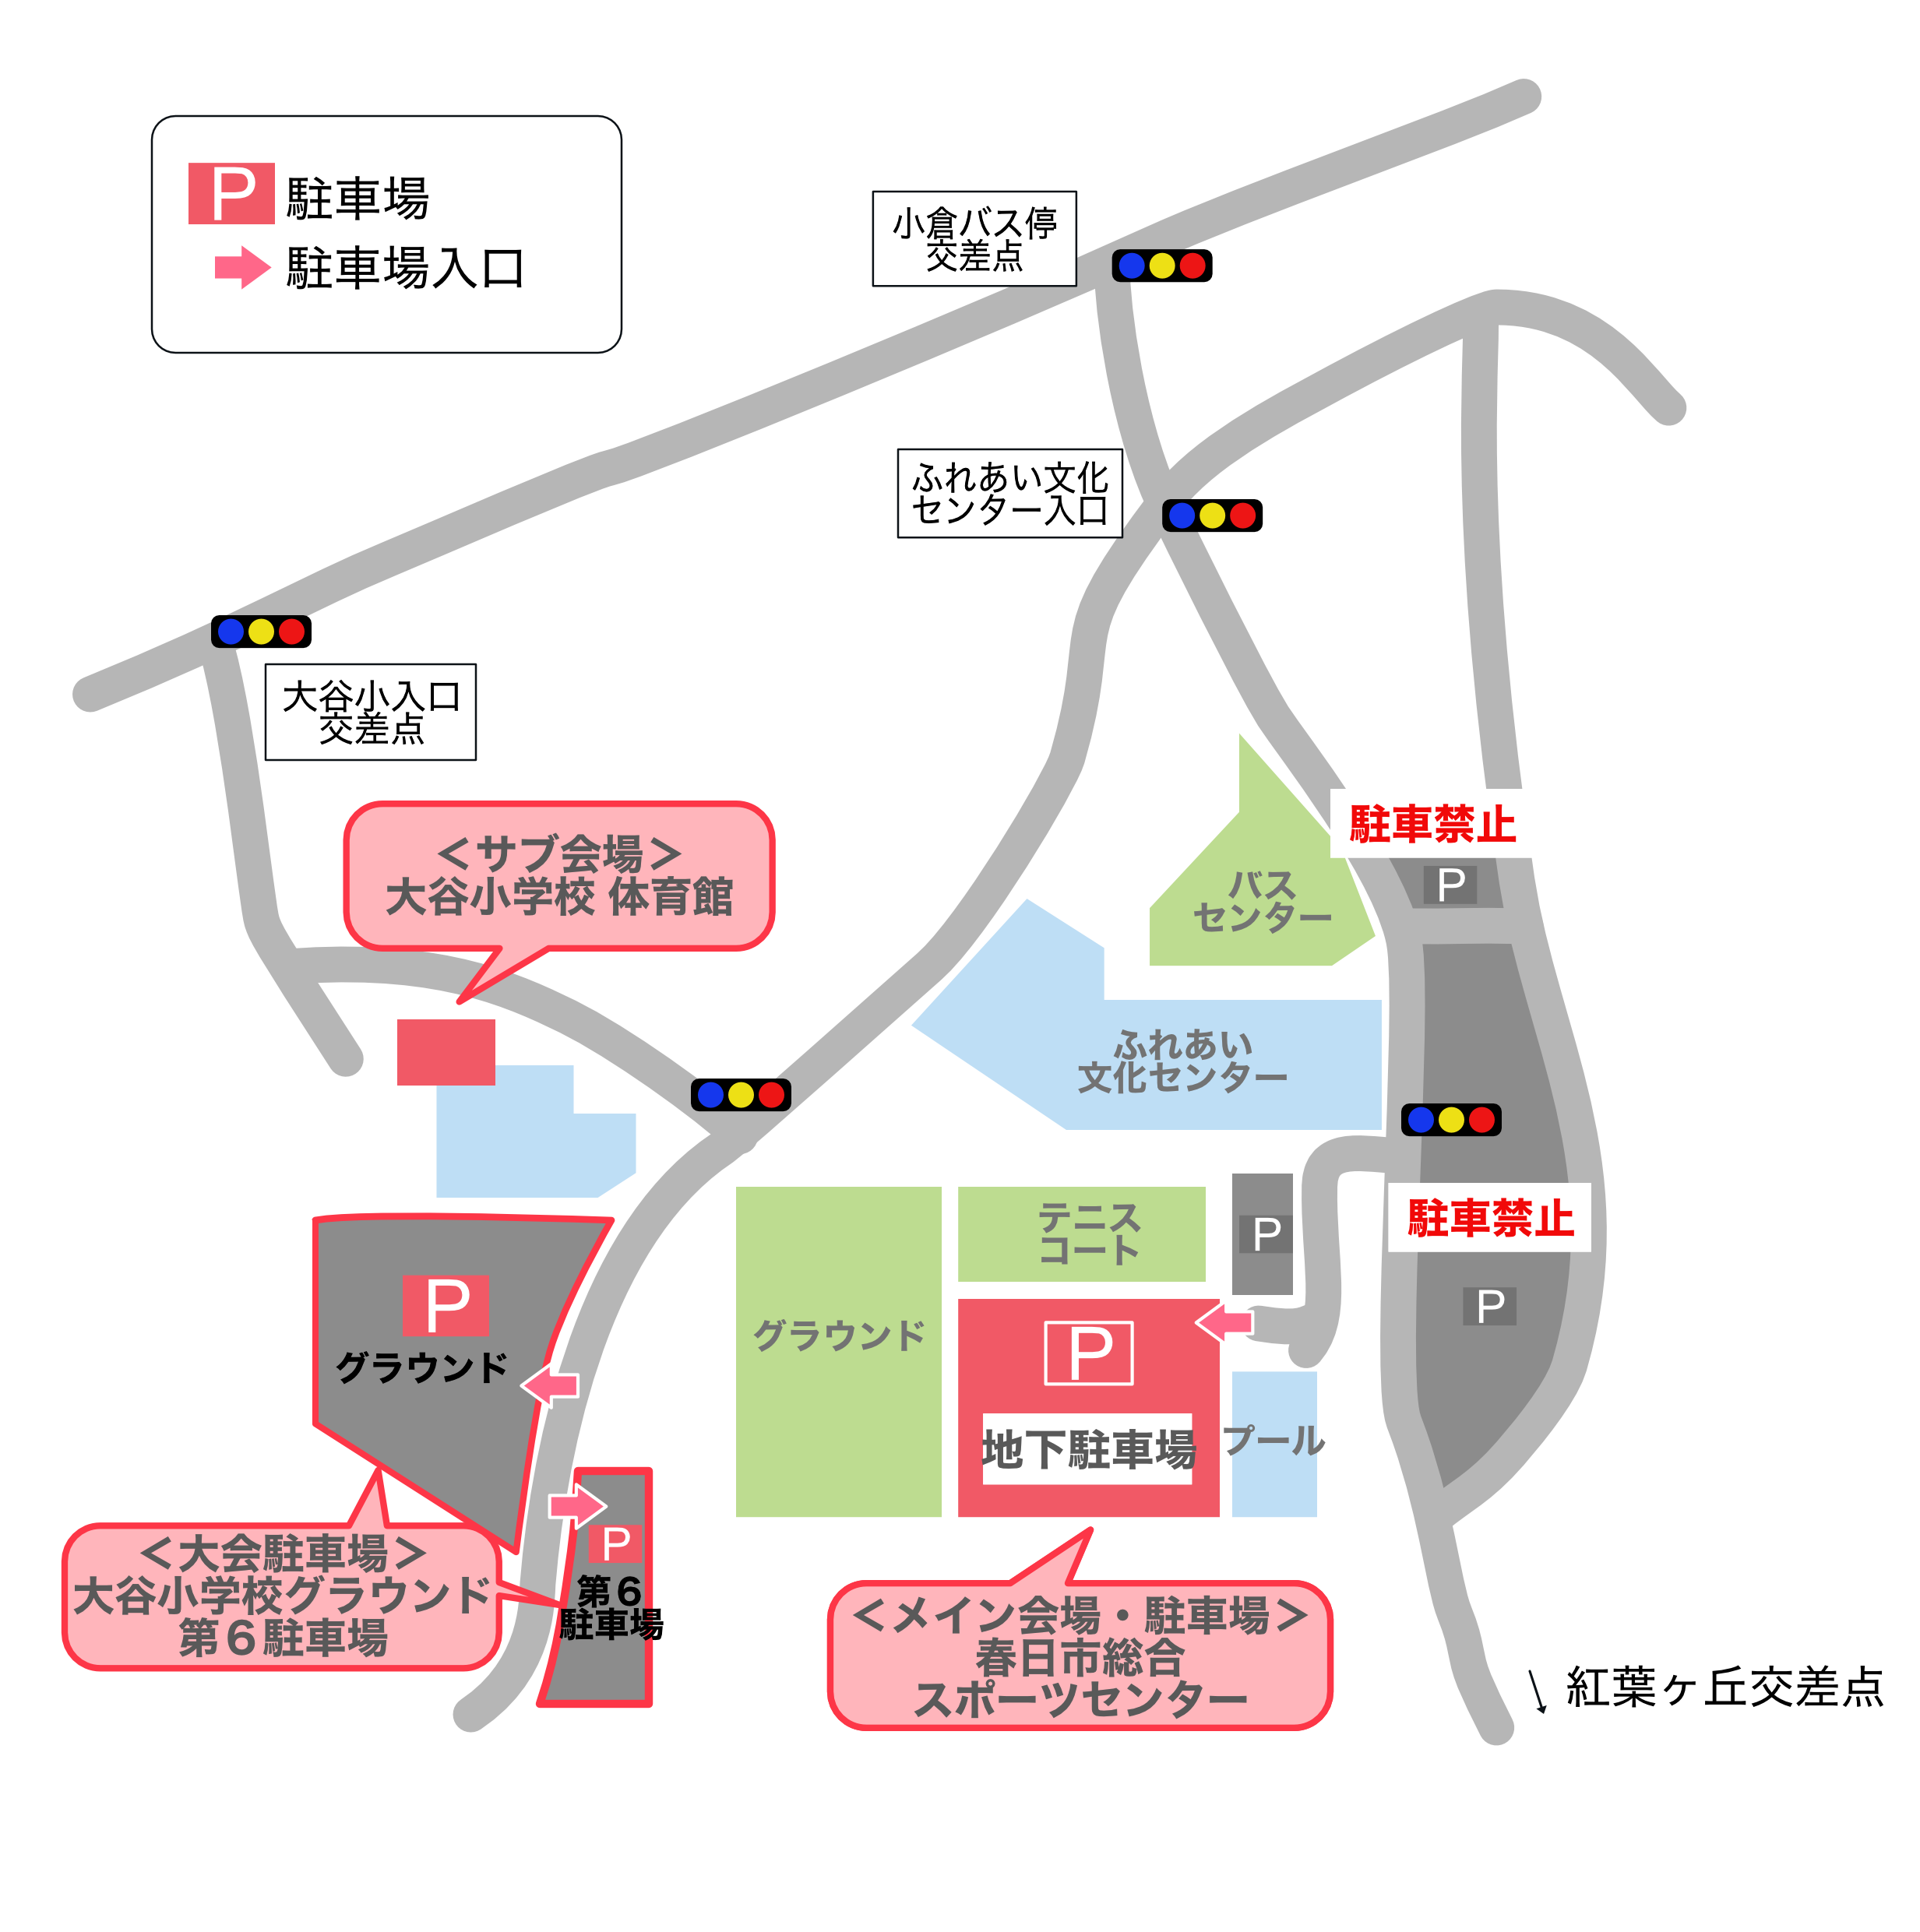 P 駐車場
駐車場入口
小倉バス停
交差点
ふれあい文化
センター入口
大谷小入口
交差点
＜サブ会場＞
大谷小学校体育館
駐車禁止
P
バス
センター
ふれあい
文化センター
駐車禁止
P
テニス
コート
P
グラウンド
P
地下駐車場
プール
P
グラウンド
P
第6
駐車場
＜大会駐車場＞
大谷小学校グラウンド
第6駐車場
＜メイン会場・駐車場＞
春日市総合
スポーツセンター
紅葉ヶ丘交差点